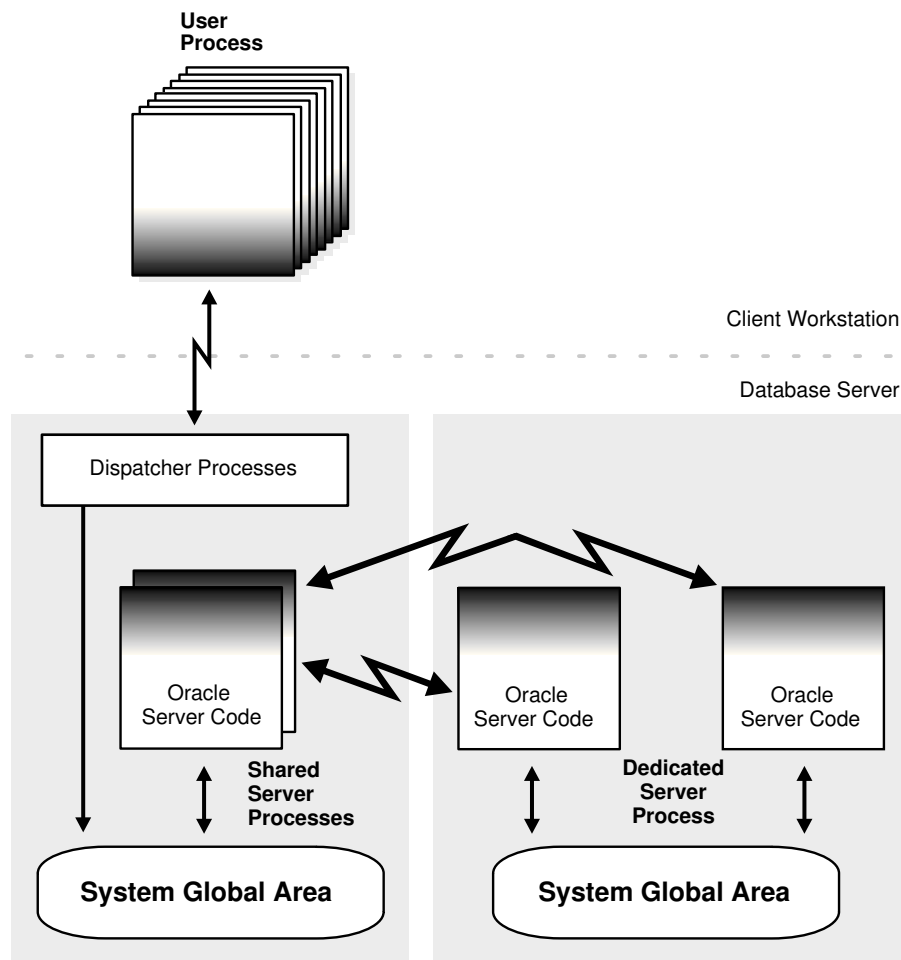 User
Process
Client Workstation
Database Server
Dispatcher Processes
Oracle
Server Code
Oracle
Server Code
Oracle
Server Code
Shared
Server
Processes
Dedicated
Server
Process
System Global Area
System Global Area